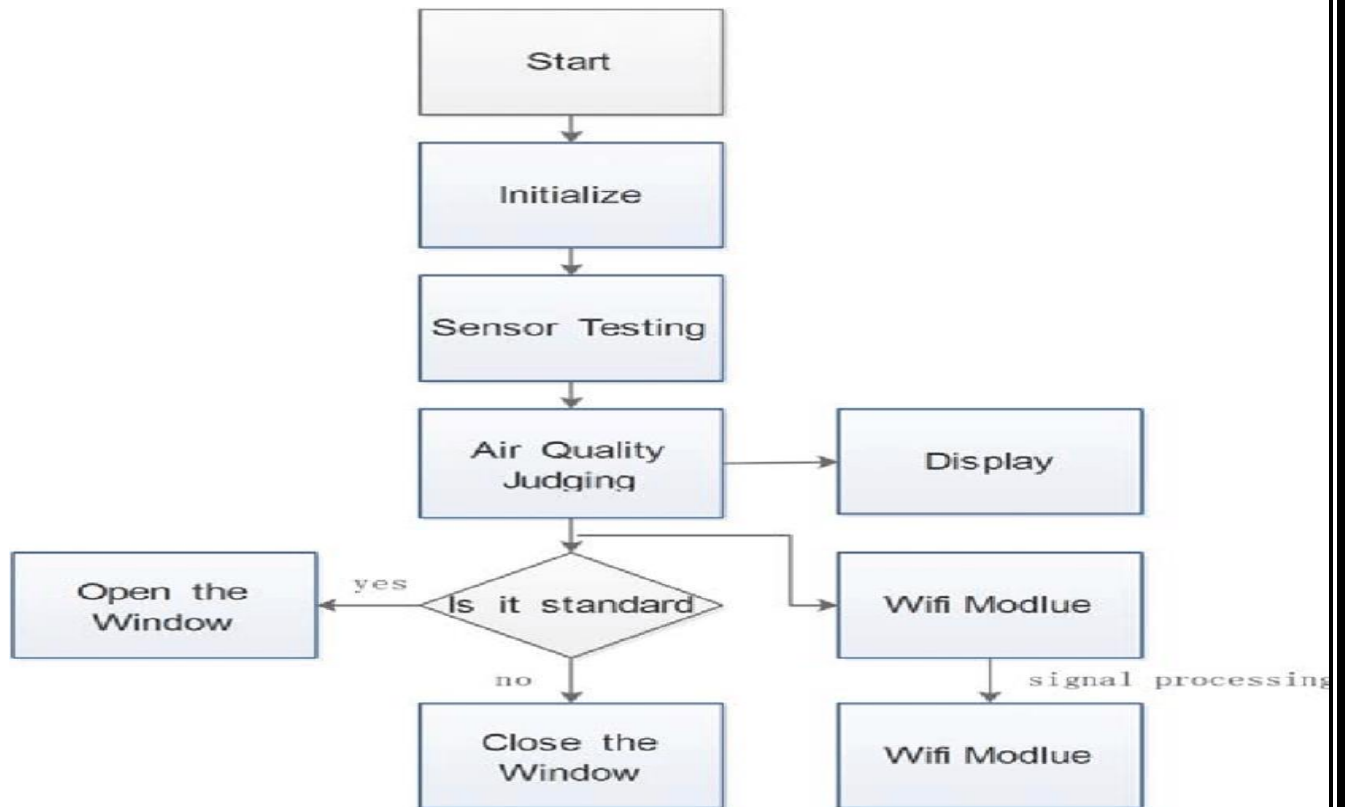 Start
Initialize
Sensor Testing
Air Quality
Judging
Display
Open the
Window
yes
Is it standard
Wifi Modlue
no
signal processing
Close the
Window
Wifi Modlue